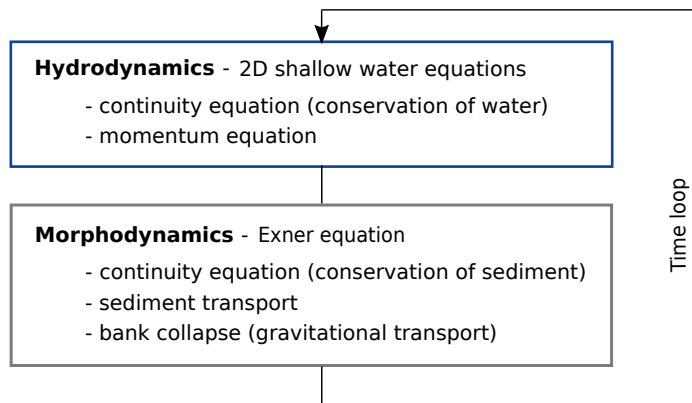 Hydrodynamics - 2D shallow water equations
- continuity equation (conservation of water)
- momentum equation
Morphodynamics - Exner equation
- continuity equation (conservation of sediment)
- sediment transport
- bank collapse (gravitational transport)
Time loop